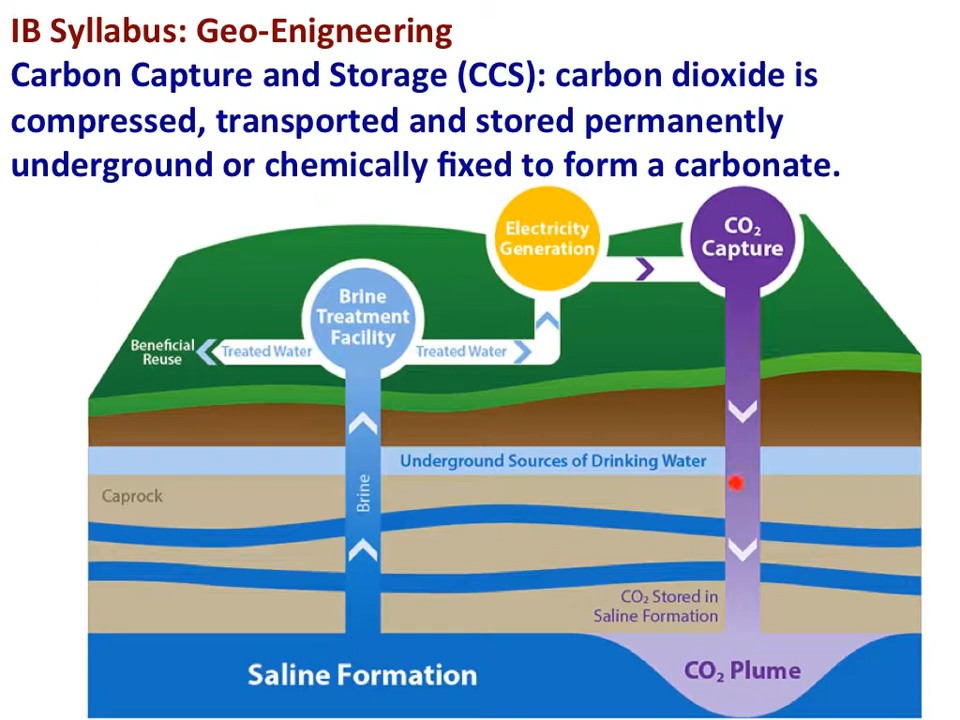 IB Syllabus: Geo-Enigneering
Carbon Capture and Storage (CCS): carbon dioxide is
compressed, transported and stored permanently
underground or chemically fixed to form a carbonate.
Electricity
Generation
CO₂
Capture
Brine
Treatment
Facility
Beneficial
Reuse
Treated Water
Treated Water
Underground Sources of Drinking Water
Caprock
Brine
CO₂ Stored in
Saline Formation
Saline Formation
CO₂ Plume